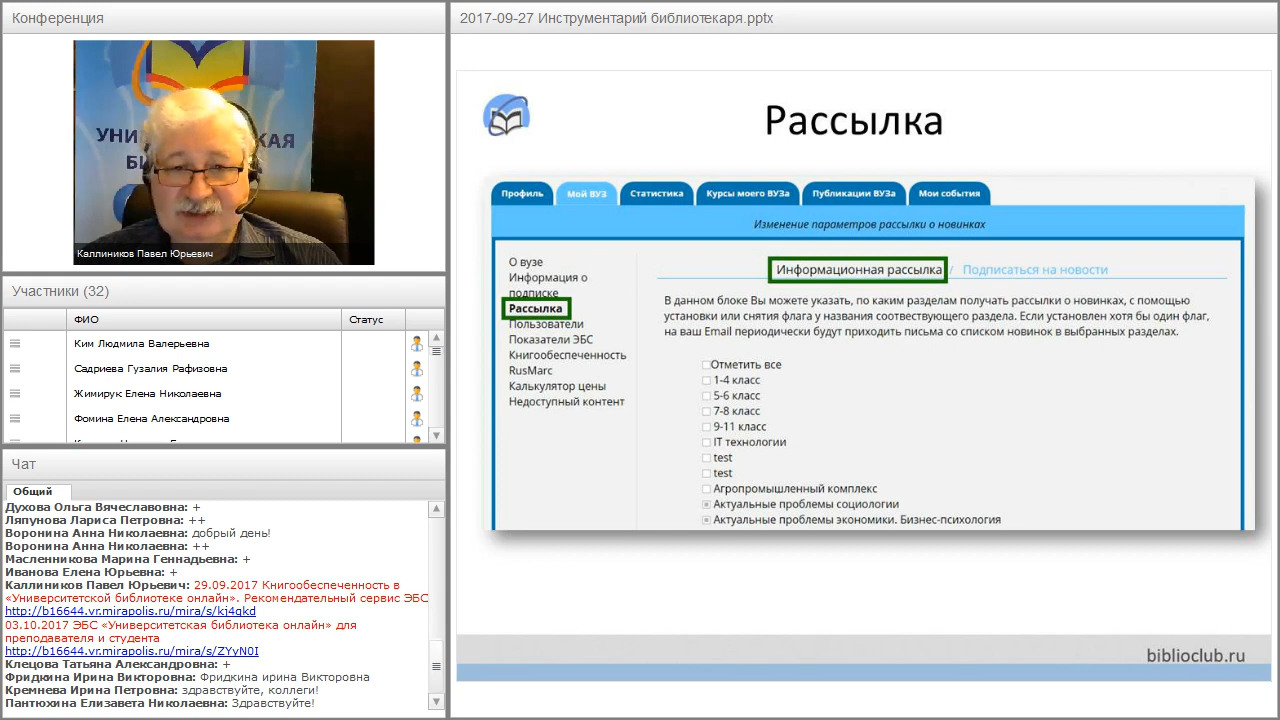 Конференция
УНИ
СКАЯ
БИ
Каллиников Павел Юрьевич
Участники (32)
ФИО
Статус
Ким Людмила Валерьевна
Садриева Гузалия Рафизовна
Жимирук Елена Николаевна
Фомина Елена Александровна
Чат
Общий
Духова Ольга Вячеславовна: +
Ляпунова Лариса Петровна: ++
Воронина Анна Николаевна: добрый день!
Воронина Анна Николаевна: ++
Масленникова Марина Геннадьевна: +
Иванова Елена Юрьевна: +
Каллиников Павел Юрьевич: 29.09.2017 Книгообеспеченность в
«Университетской библиотеке онлайн». Рекомендательный сервис ЭБС
http://b16644.vr.mirapolis.ru/mira/s/kj4gkd
03.10.2017 ЭБС «Университетская библиотека онлайн» для
преподавателя и студента
http://b16644.vr.mirapolis.ru/mira/s/ZYyN0I
Клецова Татьяна Александровна: +
Фридкина Ирина Викторовна: Фридкина ирина Викторовна
Кремнева Ирина Петровна: здравствуйте, коллеги!
Пантюхина Елизавета Николаевна: Здравствуйте!
2017-09-27 Инструментарий библиотекаря.pptx
Рассылка
Профиль
Мой ВУЗ
Статистика
Курсы моего ВУЗа
Публикации ВУЗа
Мои события
Изменение параметров рассылки о новинках
О вузе
Информация о
подписке
Рассылка
Пользователи
Показатели ЭБС
Книгообеспеченность
RusMarc
Калькулятор цены
Недоступный контент
Информационная рассылка / Подписаться на новости
В данном блоке Вы можете указать, по каким разделам получать рассылки о новинках, с помощью
установки или снятия флага у названия соотвествующего раздела. Если установлен хотя бы один флаг,
на ваш Email периодически будут приходить письма со списком новинок в выбранных разделах.
Отметить все
1-4 класс
5-6 класс
7-8 класс
9-11 класс
IT технологии
test
test
Агропромышленный комплекс
Актуальные проблемы социологии
Актуальные проблемы экономики. Бизнес-психология
biblioclub.ru